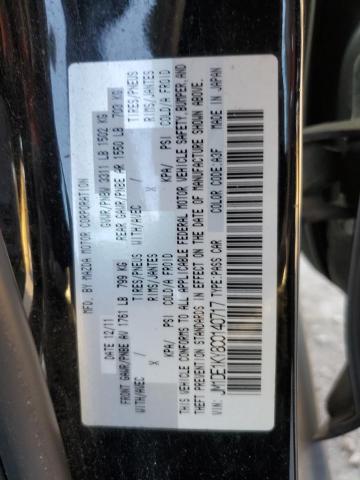 MFD. BY MAZDA MOTOR CORPORATION
DATE 12/11 GVWR/PNBV 3311 LB 1502 KG
FRONT GAWR/PNBE AV 1761 LB 799 KG REAR GAWR/PNBE AR 1550 LB 703 KG
WITH/AVEC / TIRES/PNEUS WITH/AVEC / TIRES/PNEUS
X RIMS/JANTES X RIMS/JANTES
KPA/ PSI COLD/A FROID KPA/ PSI COLD/A FROID
THIS VEHICLE CONFORMS TO ALL APPLICABLE FEDERAL MOTOR VEHICLE SAFETY, BUMPER, AND
THEFT PREVENTION STANDARDS IN EFFECT ON THE DATE OF MANUFACTURE SHOWN ABOVE.
TYPE:PASS CAR COLOR CODE:A3F MADE IN JAPAN